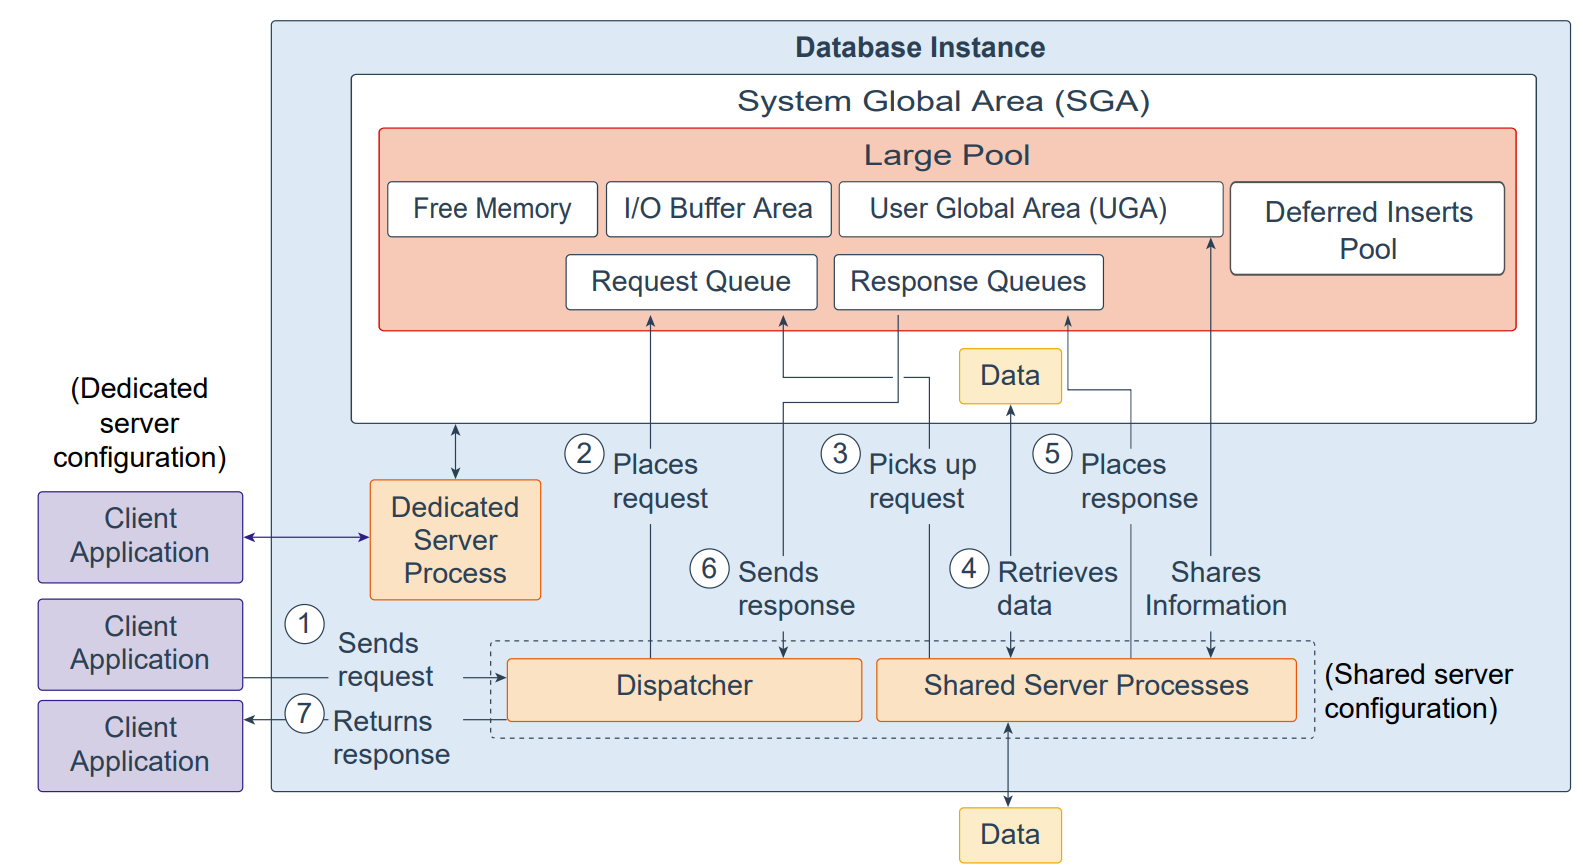 Database Instance
System Global Area (SGA)
Large Pool
Free Memory
I/O Buffer Area
User Global Area (UGA)
Deferred Inserts
Pool
Request Queue
Response Queues
Data
(Dedicated
server
configuration)
2
Places
request
3
Picks up
request
5
Places
response
Client
Application
Dedicated
Server
Process
6
Sends
response
4
Retrieves
data
Shares
Information
Client
Application
1
Sends
request
Dispatcher
Shared Server Processes
(Shared server
configuration)
Client
Application
7
Returns
response
Data